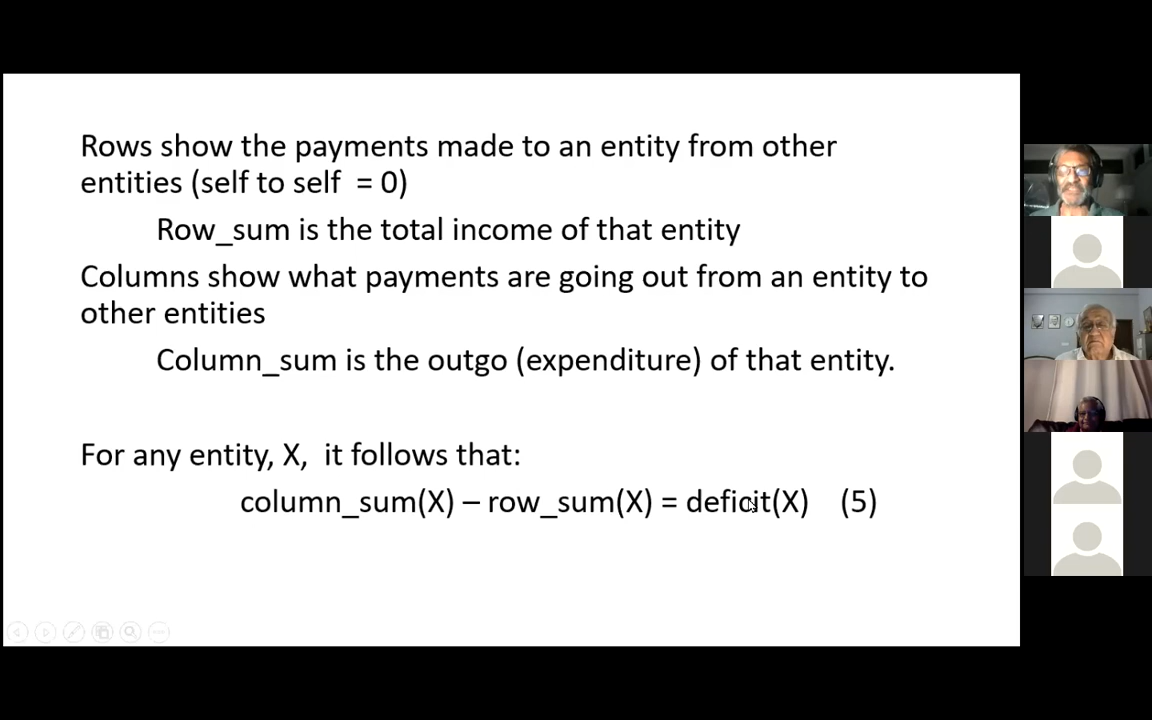 Rows show the payments made to an entity from other
entities (self to self = 0)
Row_sum is the total income of that entity
Columns show what payments are going out from an entity to
other entities
Column_sum is the outgo (expenditure) of that entity.
For any entity, X, it follows that:
column_sum(X) – row_sum(X) = deficit(X) (5)